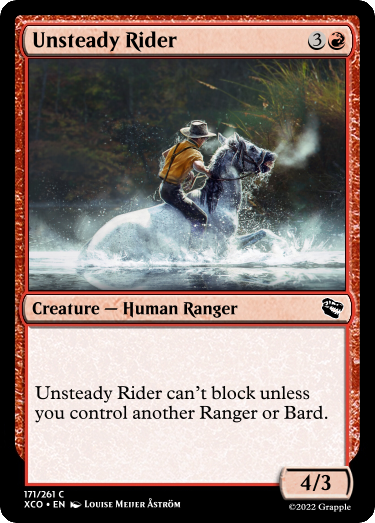 Unsteady Rider 3
Creature — Human Ranger
Unsteady Rider can't block unless
you control another Ranger or Bard.
4/3
171/261 C
XCO • EN Louise Meijer Åström
©2022 Grapple